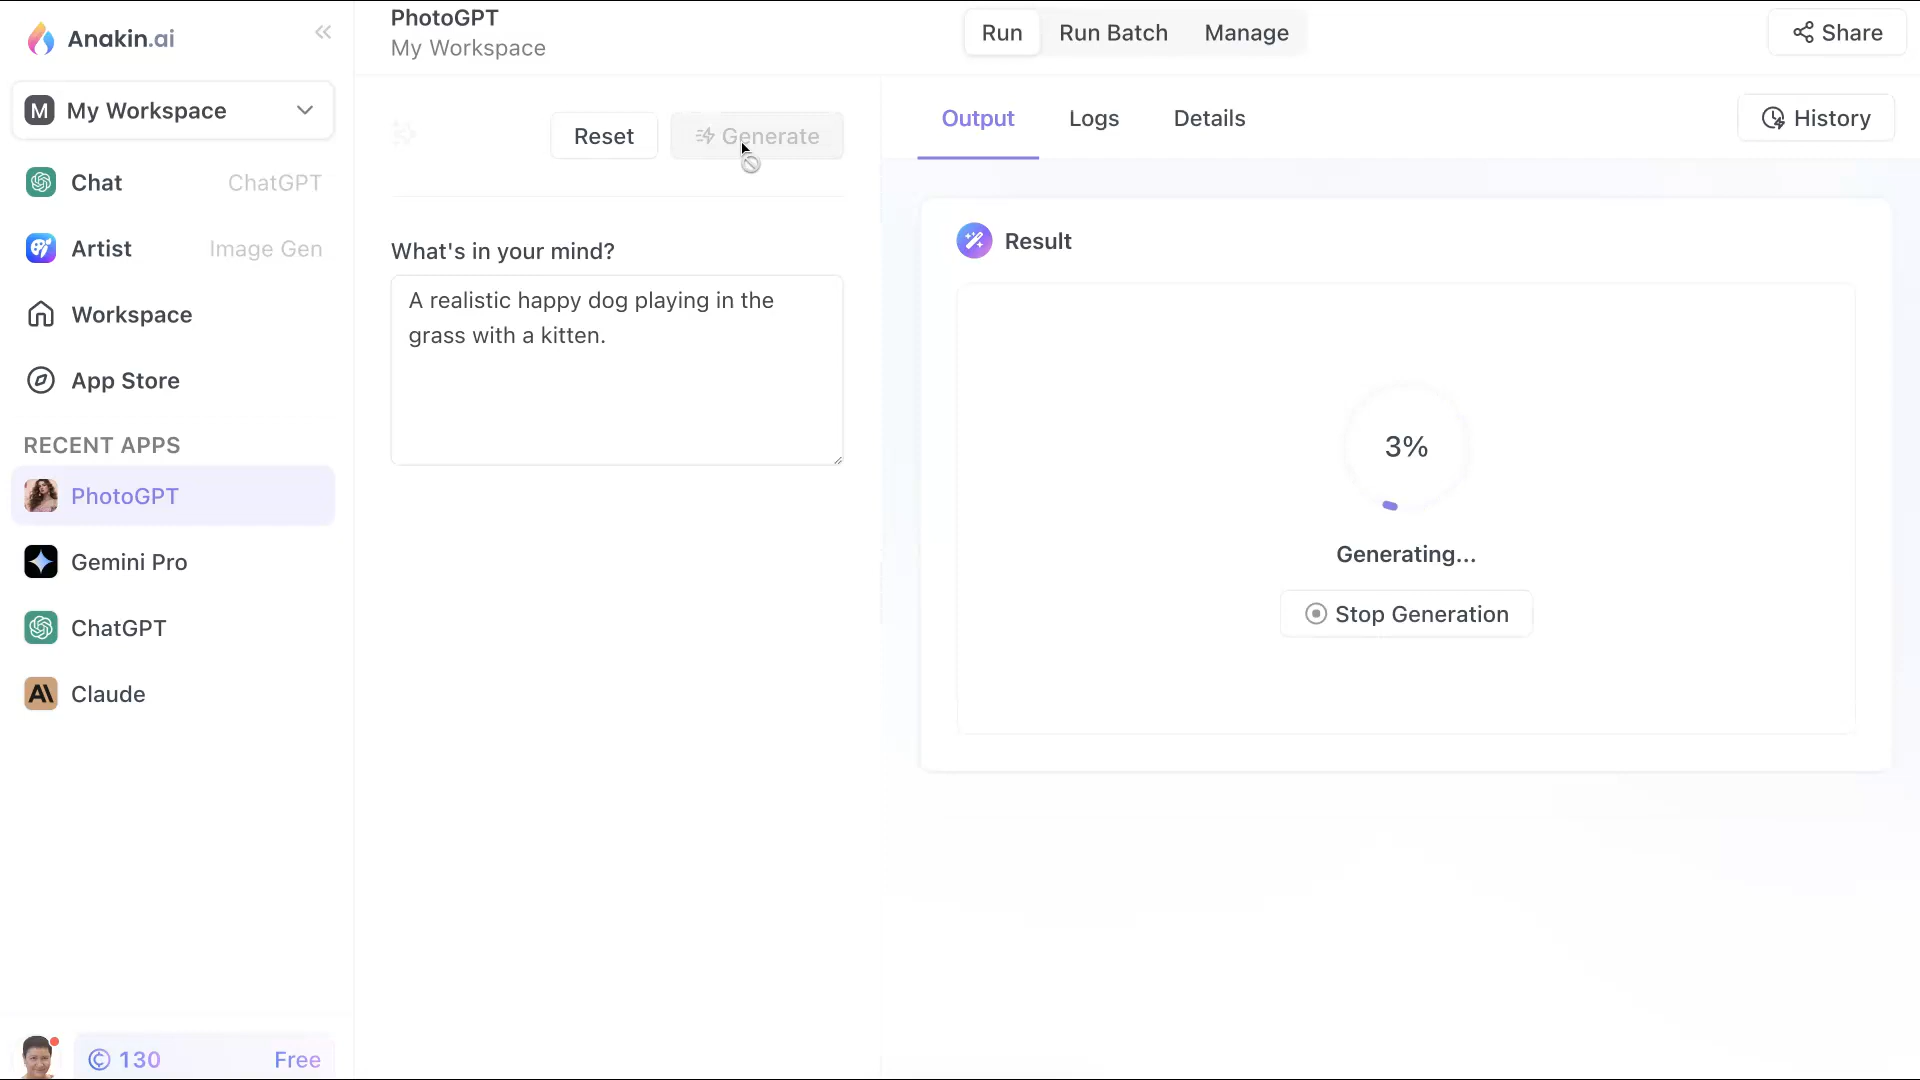 Anakin.ai
M My Workspace
Chat ChatGPT
Artist Image Gen
Workspace
App Store
RECENT APPS
PhotoGPT
Gemini Pro
ChatGPT
Claude
130 Free
PhotoGPT
My Workspace
Run Run Batch Manage
Share
Reset Generate
What's in your mind?
A realistic happy dog playing in the
grass with a kitten.
Output Logs Details
History
Result
3%
Generating...
Stop Generation